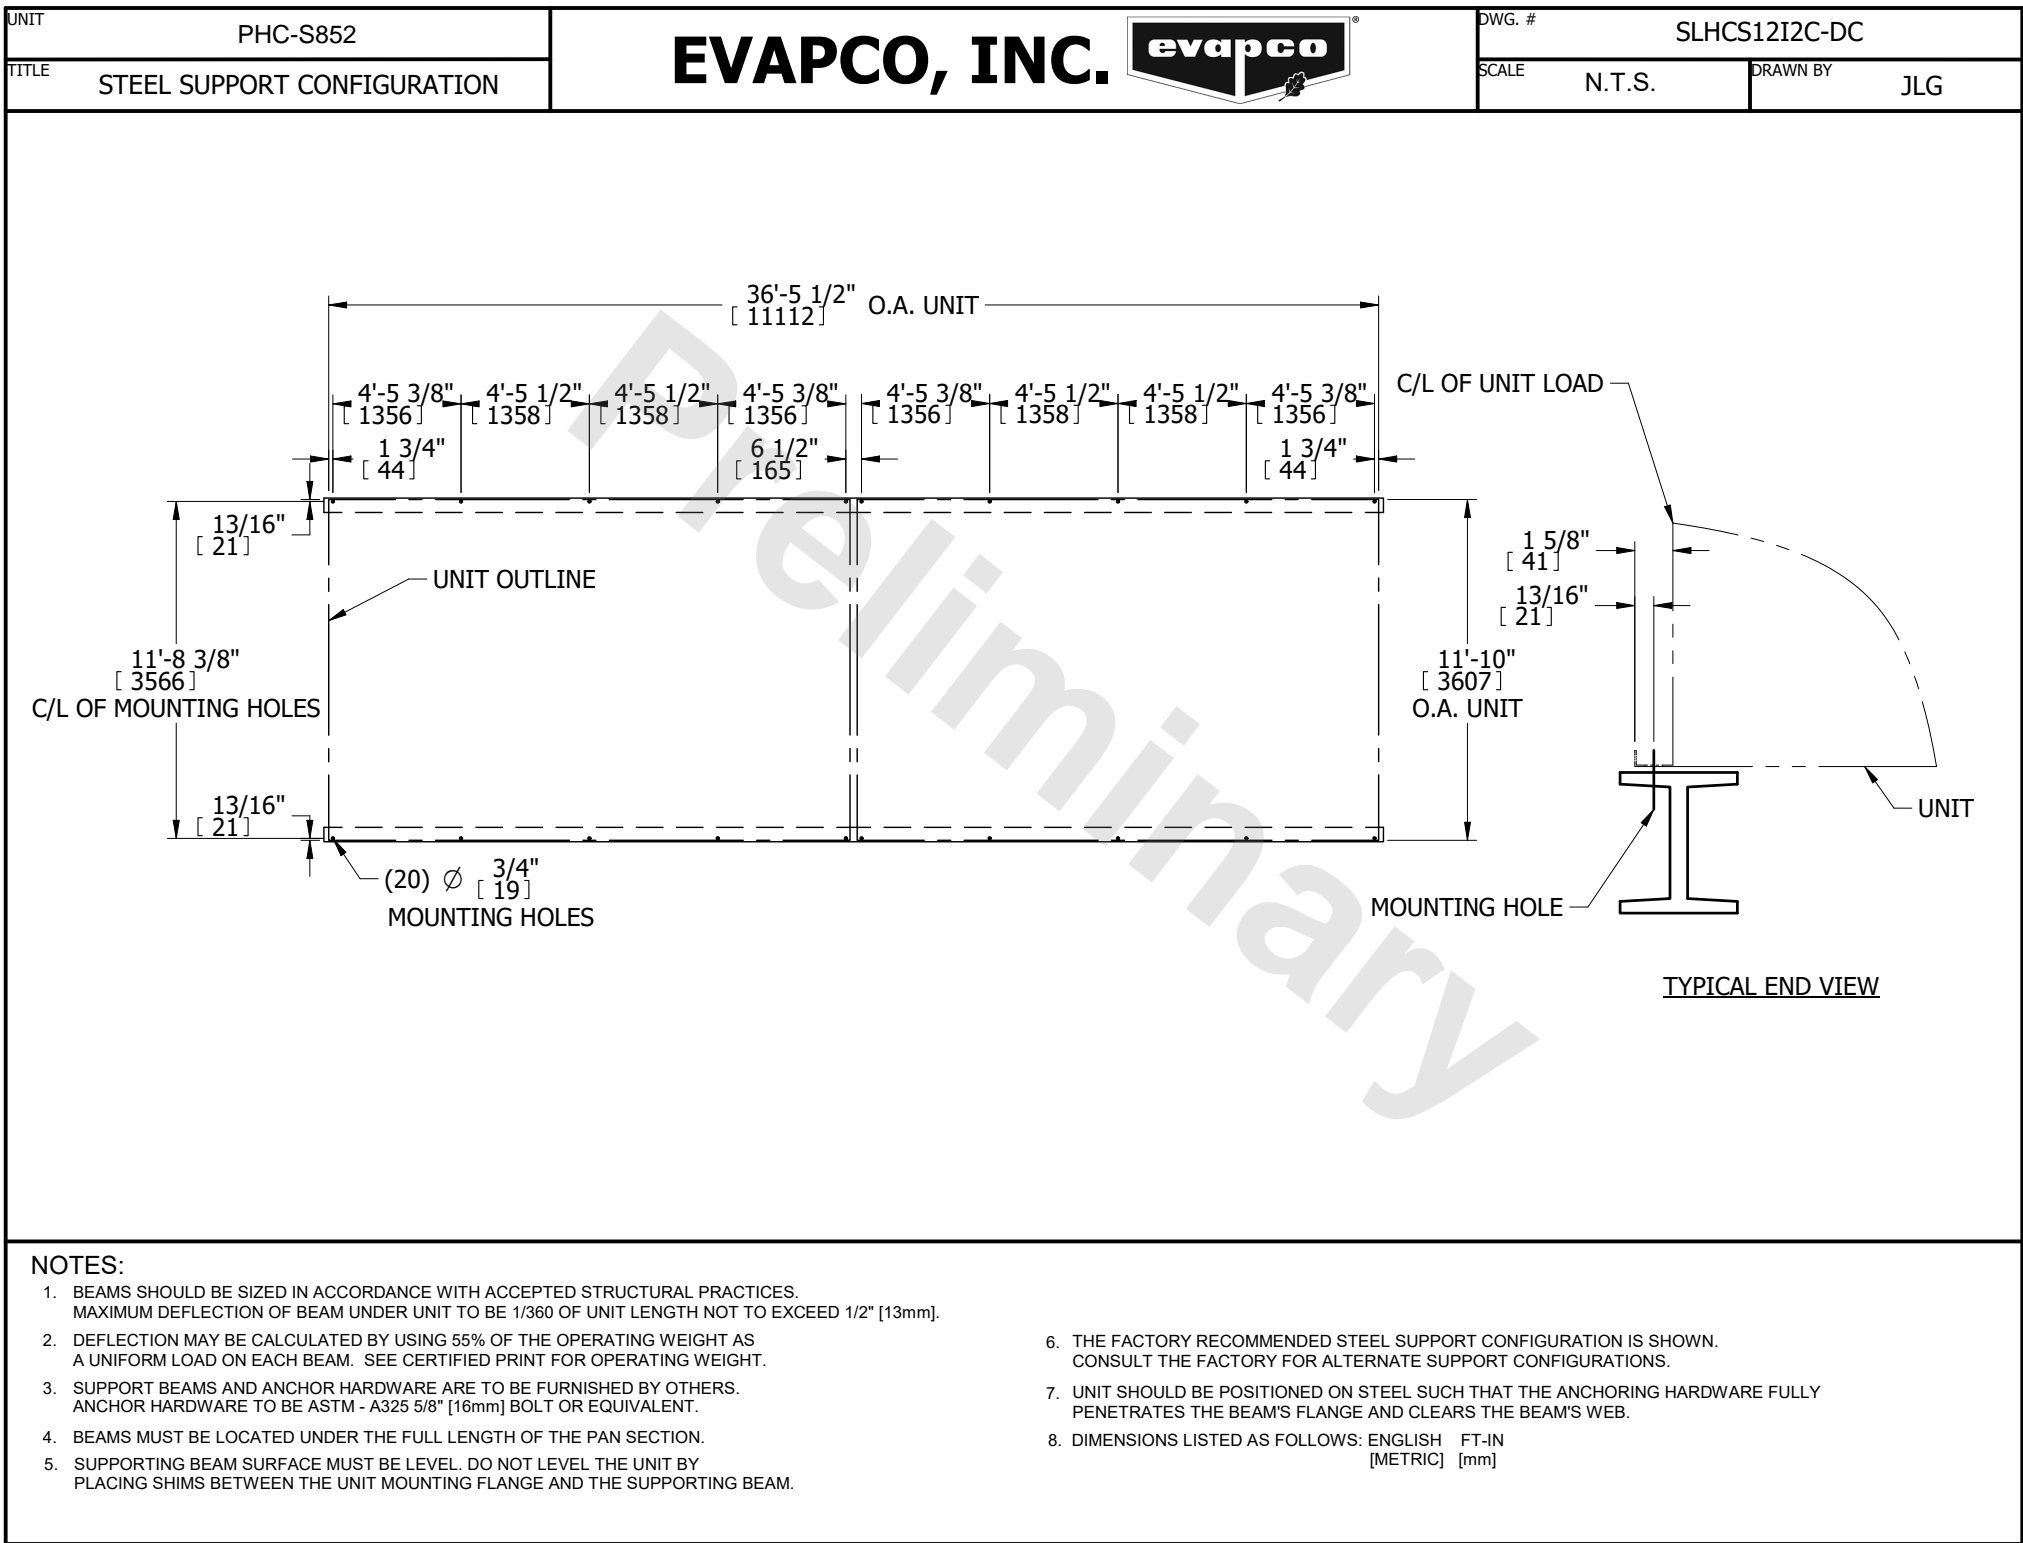 UNIT
PHC-S852
TITLE
STEEL SUPPORT CONFIGURATION
EVAPCO, INC.
evapco
®
DWG. #
SLHCS12I2C-DC
SCALE
N.T.S.
DRAWN BY
JLG
36'-5 1/2" O.A. UNIT
[ 11112]
4'-5 3/8" 4'-5 1/2" 4'-5 1/2" 4'-5 3/8" 4'-5 3/8" 4'-5 1/2" 4'-5 1/2" 4'-5 3/8"
[ 1356] [ 1358] [ 1358] [ 1356] [ 1356] [ 1358] [ 1358] [ 1356]
1 3/4" 6 1/2" 1 3/4"
[ 44] [ 165] [ 44]
C/L OF UNIT LOAD
13/16"
[ 21]
1 5/8"
[ 41]
13/16"
[ 21]
UNIT OUTLINE
11'-8 3/8"
[ 3566]
C/L OF MOUNTING HOLES
11'-10"
[ 3607]
O.A. UNIT
13/16"
[ 21]
UNIT
(20) Ø 3/4"
[ 19]
MOUNTING HOLES
MOUNTING HOLE
TYPICAL END VIEW
Preliminary
NOTES:
1. BEAMS SHOULD BE SIZED IN ACCORDANCE WITH ACCEPTED STRUCTURAL PRACTICES.
MAXIMUM DEFLECTION OF BEAM UNDER UNIT TO BE 1/360 OF UNIT LENGTH NOT TO EXCEED 1/2" [13mm].
2. DEFLECTION MAY BE CALCULATED BY USING 55% OF THE OPERATING WEIGHT AS
A UNIFORM LOAD ON EACH BEAM. SEE CERTIFIED PRINT FOR OPERATING WEIGHT.
3. SUPPORT BEAMS AND ANCHOR HARDWARE ARE TO BE FURNISHED BY OTHERS.
ANCHOR HARDWARE TO BE ASTM - A325 5/8" [16mm] BOLT OR EQUIVALENT.
4. BEAMS MUST BE LOCATED UNDER THE FULL LENGTH OF THE PAN SECTION.
5. SUPPORTING BEAM SURFACE MUST BE LEVEL. DO NOT LEVEL THE UNIT BY
PLACING SHIMS BETWEEN THE UNIT MOUNTING FLANGE AND THE SUPPORTING BEAM.
6. THE FACTORY RECOMMENDED STEEL SUPPORT CONFIGURATION IS SHOWN.
CONSULT THE FACTORY FOR ALTERNATE SUPPORT CONFIGURATIONS.
7. UNIT SHOULD BE POSITIONED ON STEEL SUCH THAT THE ANCHORING HARDWARE FULLY
PENETRATES THE BEAM'S FLANGE AND CLEARS THE BEAM'S WEB.
8. DIMENSIONS LISTED AS FOLLOWS: ENGLISH FT-IN
[METRIC] [mm]